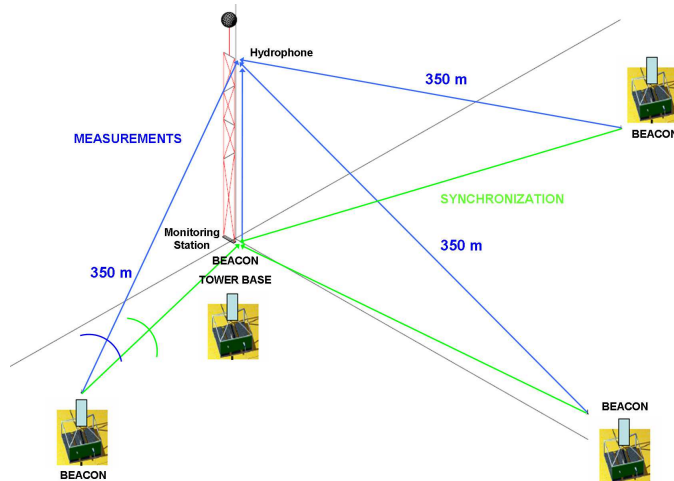 Hydrophone
350 m
BEACON
MEASUREMENTS
SYNCHRONIZATION
Monitoring
Station
BEACON
TOWER BASE
350 m
350 m
BEACON
BEACON